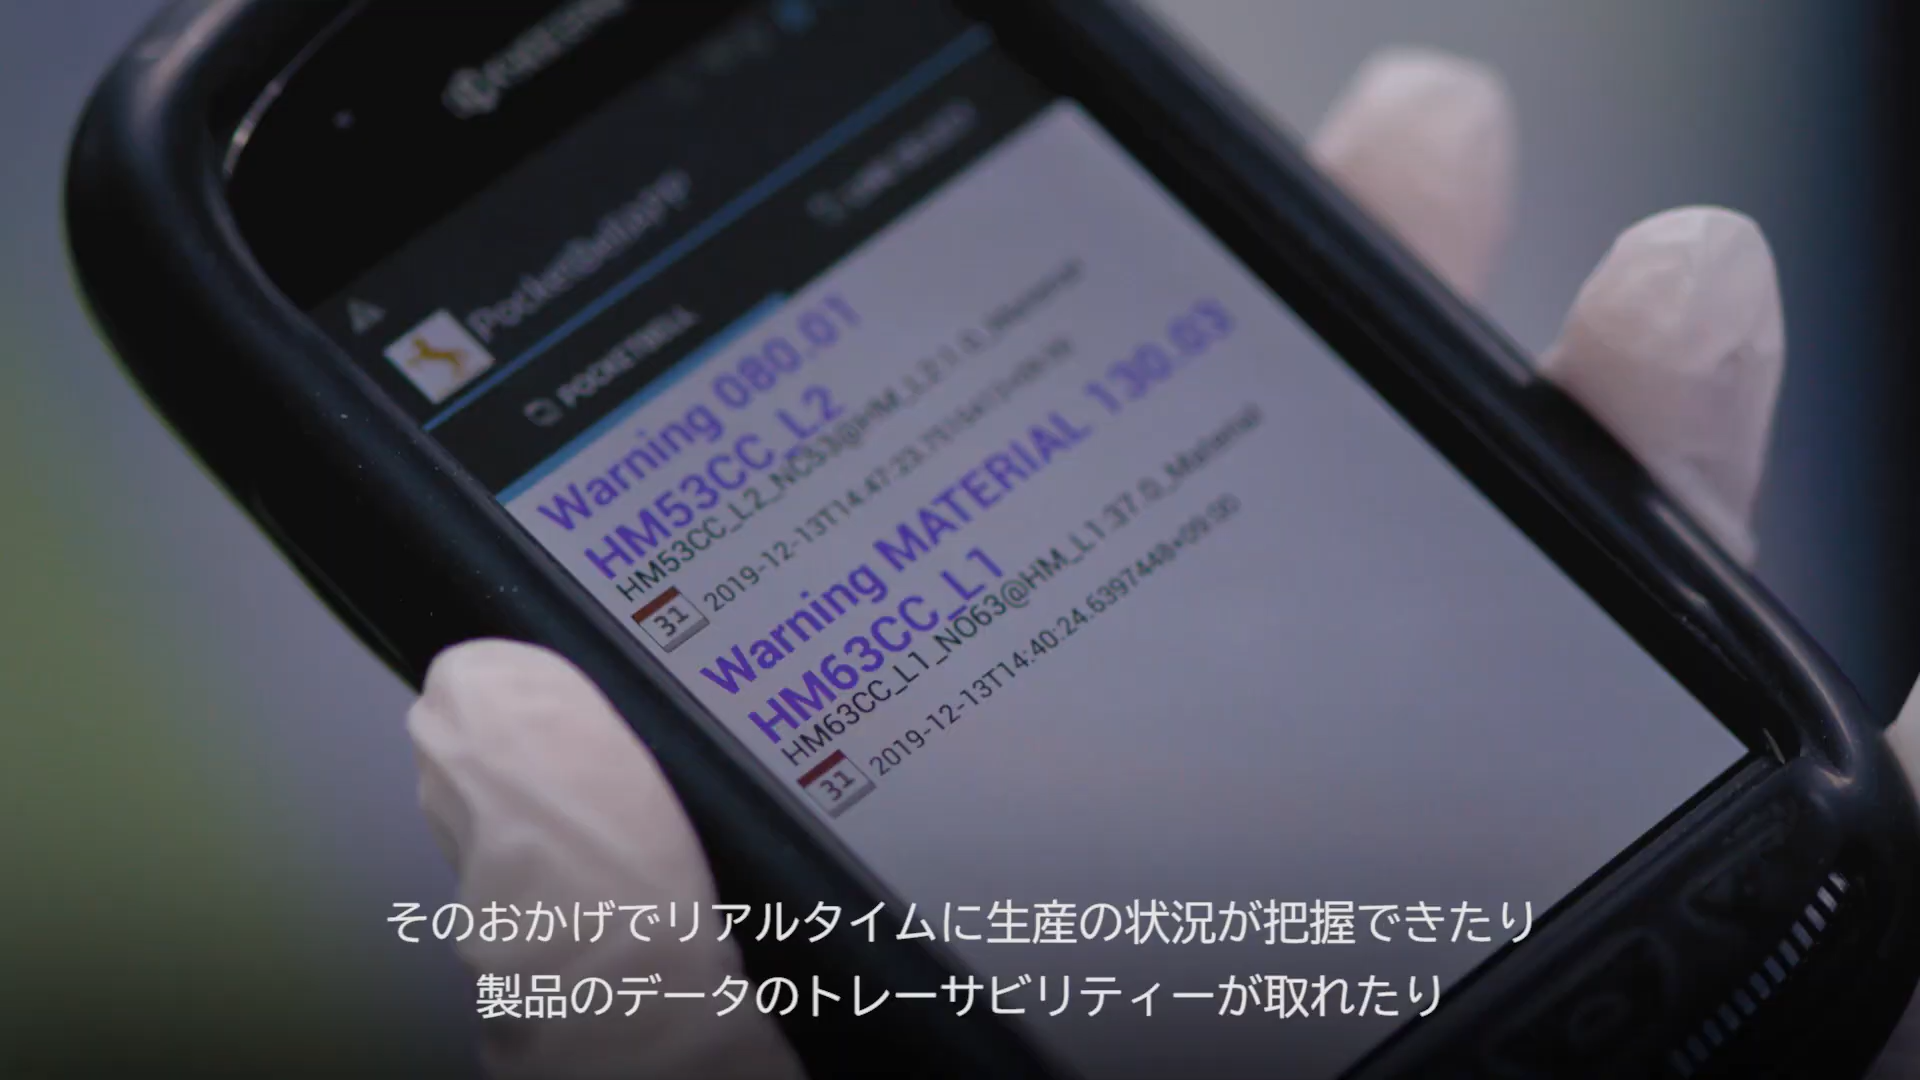 POCKETBELL
Warning 080.01
HM53CC_L2
2019-12-13T14:47:23
Warning MATERIAL 130.03
HM63CC_L1
HM63CC_L1_NO63@HM_L1:37:0_Material
31
2019-12-13T14:40:24.6397448+09:00
31
そのおかげでリアルタイムに生産の状況が把握できたり
製品のデータのトレーサビリティーが取れたり